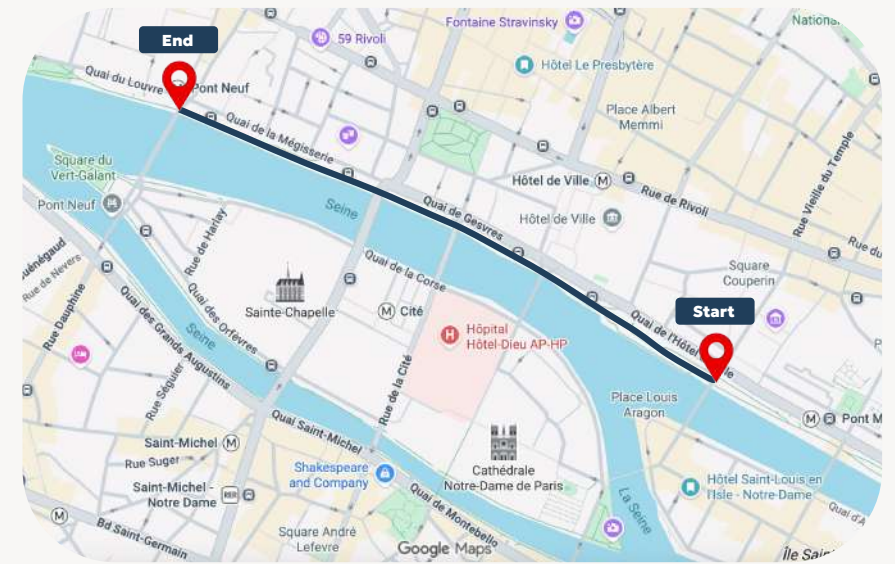 End
Fontaine Stravinsky
59 Rivoli
Hôtel Le Presbytère
Quai du Louvre
Pont Neuf
Quai de la Mégisserie
Place Albert
Memmi
Rue Vieille du Temple
Square du
Vert-Galant
Hôtel de Ville
M
Rue de Rivoli
Pont Neuf
Seine
Quai de Gesvres
Hôtel de Ville
Rue du
Rue de Harlay
Quai de la Corse
Square
Couperin
Rue de Nevers
Rue Dauphine
Quai des Orfèvres
Sainte-Chapelle
M
Cité
Start
Quai des Grands Augustins
Seine
H
Hôpital
Hôtel-Dieu AP-HP
Quai de l'Hôtel
Rue Séguier
Rue de la Cité
Place Louis
Aragon
M
Pont M
Saint-Michel
M
Quai Saint-Michel
Rue Suger
Shakespeare
and Company
Cathédrale
Notre-Dame de Paris
Saint-Michel -
Notre Dame
RER
La Seine
Hôtel Saint-Louis en
l'Isle - Notre-Dame
Quai de Montebello
M
Bd Saint-Germain
Square André
Lefevre
Google Maps
Quai d'A